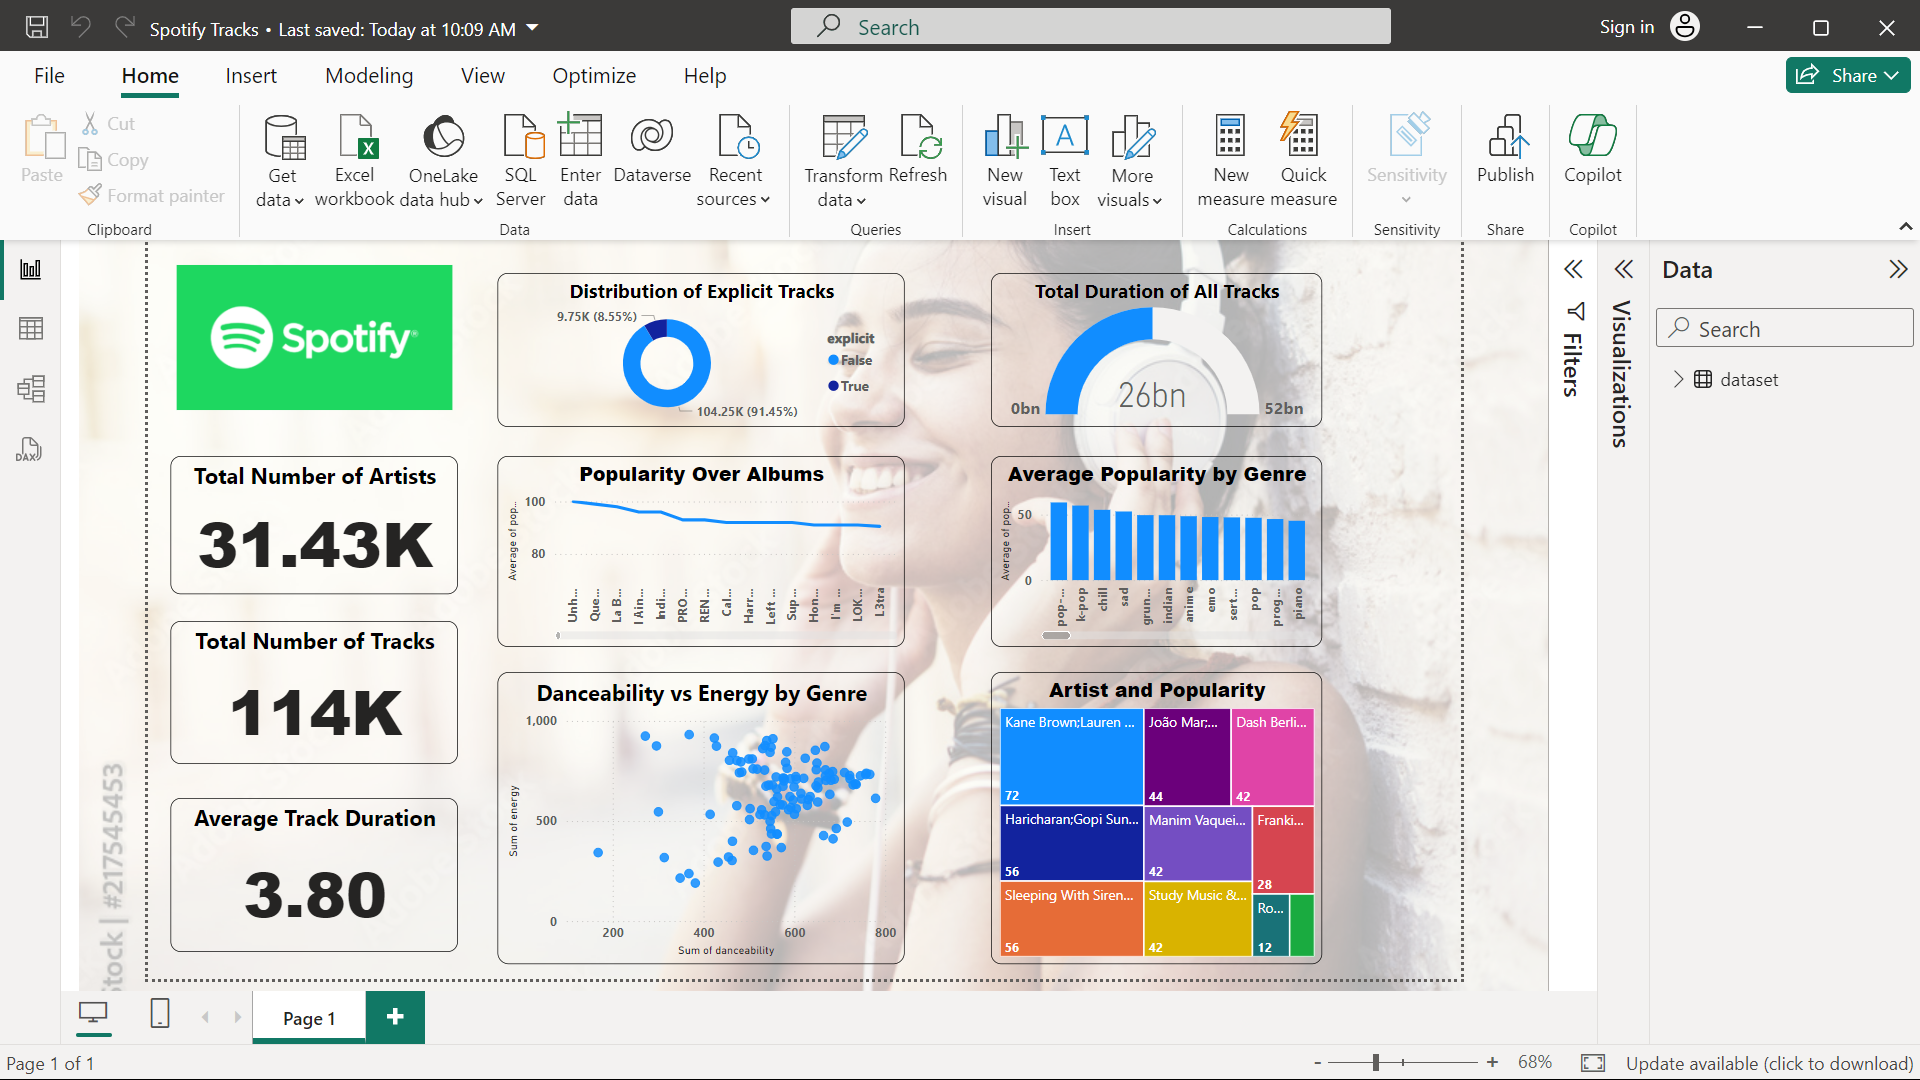 Spotify Tracks • Last saved: Today at 10:09 AM
Search
Sign in
File
Home
Insert
Modeling
View
Optimize
Help
Share
Paste
Cut
Copy
Format painter
Clipboard
Get data
Excel workbook
OneLake data hub
SQL Server
Enter data
Dataverse
Recent sources
Data
Transform data
Refresh
Queries
New visual
Text box
More visuals
Insert
New measure
Quick measure
Calculations
Sensitivity
Sensitivity
Publish
Share
Copilot
Copilot
DAX
Spotify®
Total Number of Artists
31.43K
Total Number of Tracks
114K
Average Track Duration
3.80
Stock | #217545453
Distribution of Explicit Tracks
9.75K (8.55%)
104.25K (91.45%)
explicit
False
True
Total Duration of All Tracks
26bn
0bn
52bn
Popularity Over Albums
Average of pop...
100
80
Unh...
Que...
La B...
I Ain...
Indi...
PRO...
REN...
Cal...
Harr...
Left ...
Sup...
Hon...
I'm ...
LOK...
L3tra
Average Popularity by Genre
Average of pop...
50
0
pop-...
k-pop
chill
sad
grun...
indian
anime
emo
sert...
pop
prog...
piano
Danceability vs Energy by Genre
Sum of energy
1,000
500
0
200
400
600
800
Sum of danceability
Artist and Popularity
Kane Brown;Lauren ...
72
João Mar;...
44
Dash Berli...
42
Haricharan;Gopi Sun...
56
Manim Vaquei...
42
Franki...
28
Sleeping With Siren...
56
Study Music &...
42
Ro...
12
Filters
Visualizations
Data
Search
dataset
Page 1
Page 1 of 1
- + 68%
Update available (click to download)